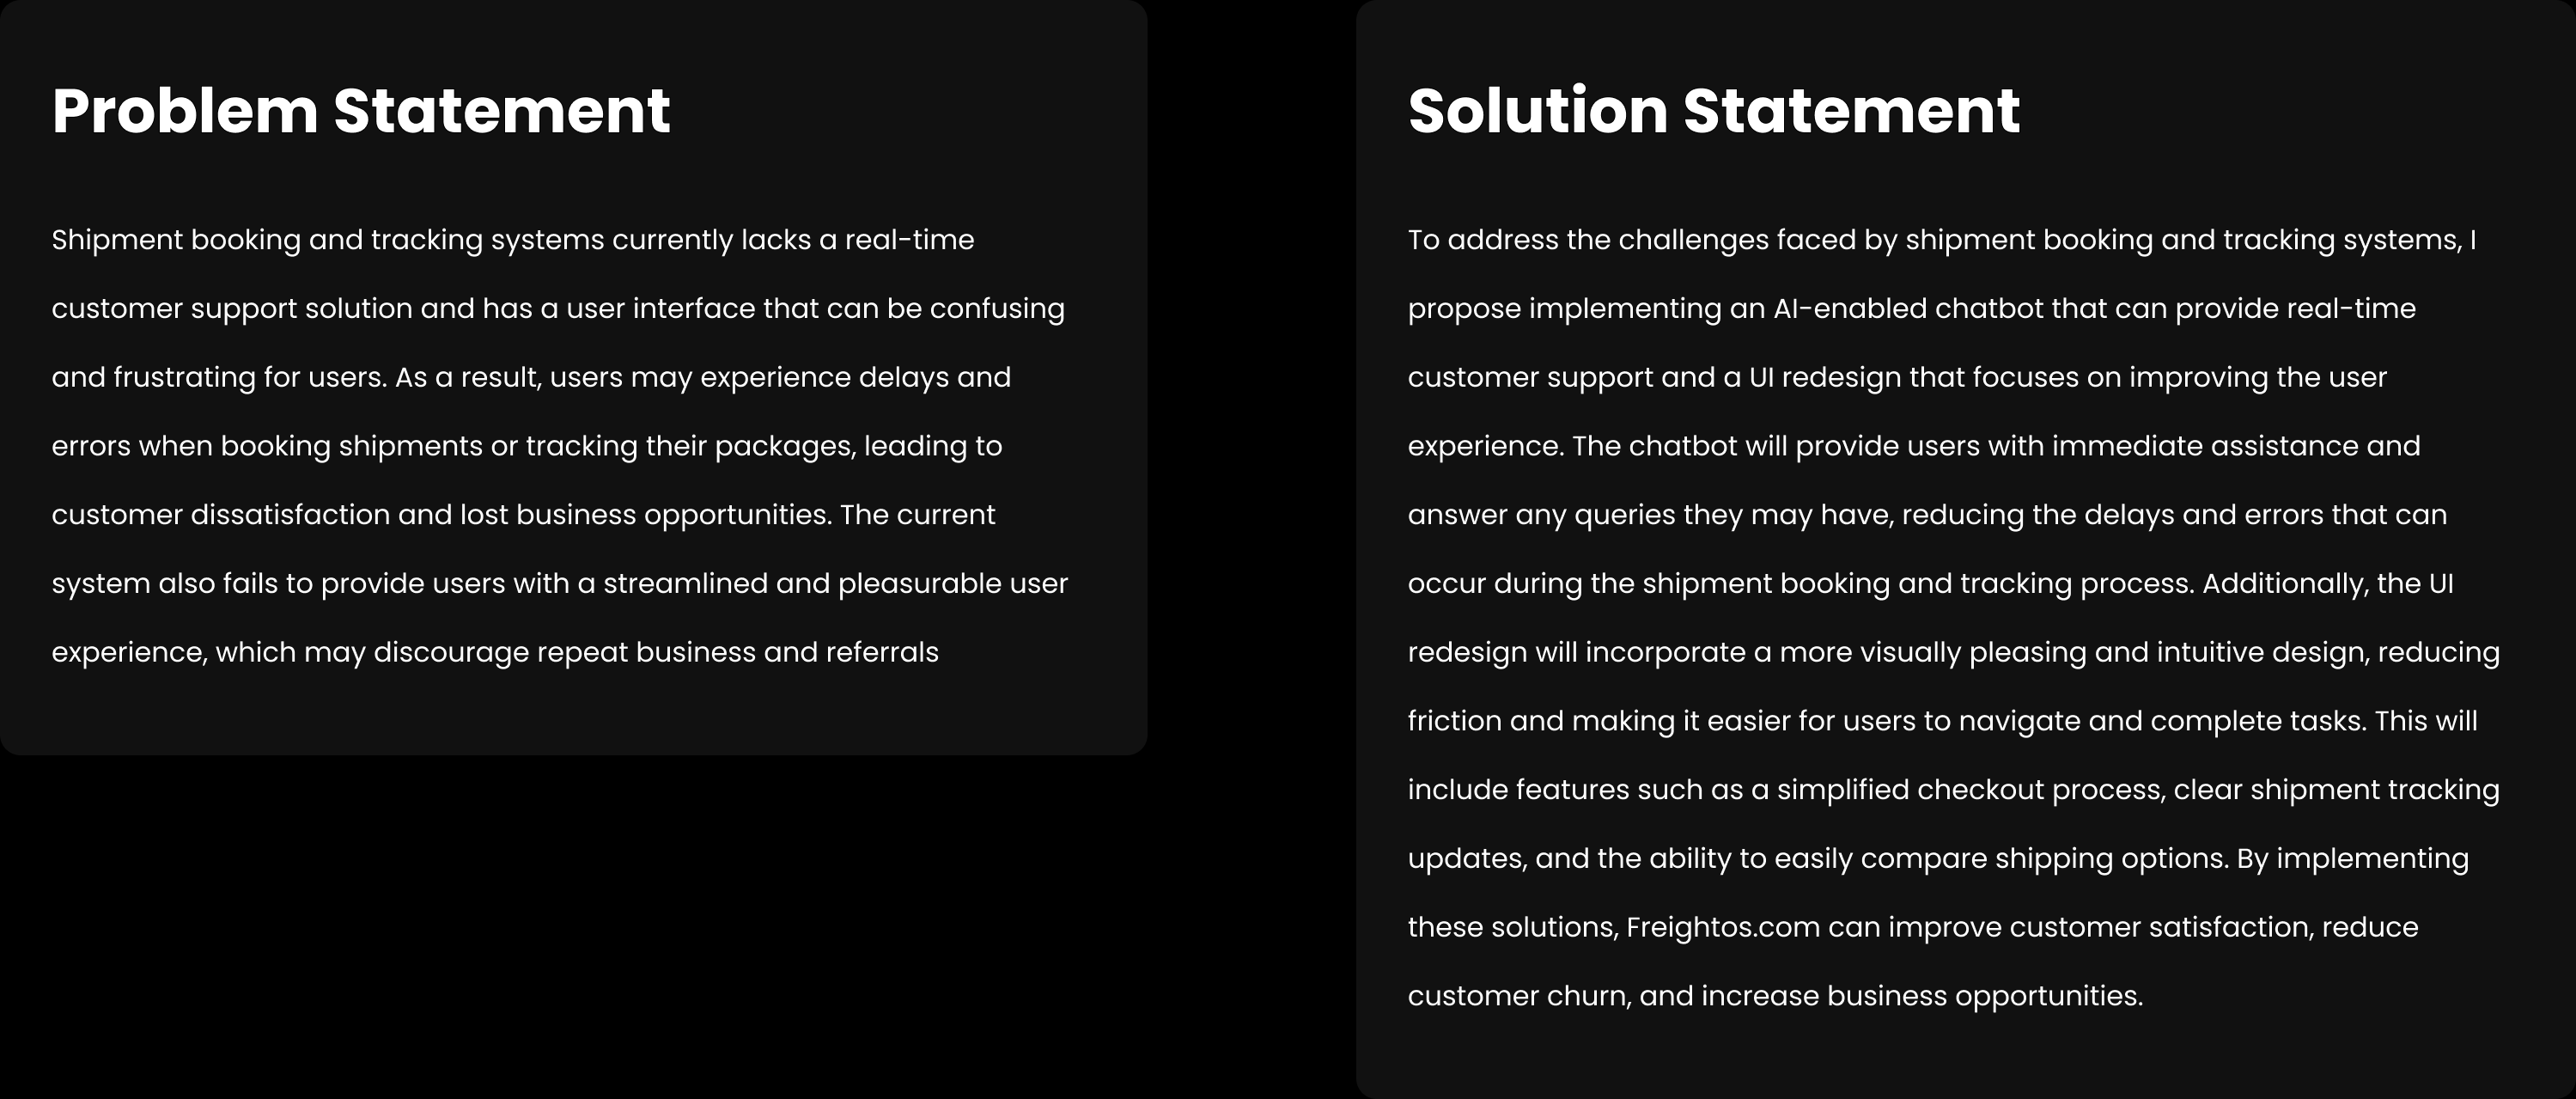 Problem Statement
Shipment booking and tracking systems currently lacks a real-time
customer support solution and has a user interface that can be confusing
and frustrating for users. As a result, users may experience delays and
errors when booking shipments or tracking their packages, leading to
customer dissatisfaction and lost business opportunities. The current
system also fails to provide users with a streamlined and pleasurable user
experience, which may discourage repeat business and referrals
Solution Statement
To address the challenges faced by shipment booking and tracking systems, I
propose implementing an AI-enabled chatbot that can provide real-time
customer support and a UI redesign that focuses on improving the user
experience. The chatbot will provide users with immediate assistance and
answer any queries they may have, reducing the delays and errors that can
occur during the shipment booking and tracking process. Additionally, the UI
redesign will incorporate a more visually pleasing and intuitive design, reducing
friction and making it easier for users to navigate and complete tasks. This will
include features such as a simplified checkout process, clear shipment tracking
updates, and the ability to easily compare shipping options. By implementing
these solutions, Freightos.com can improve customer satisfaction, reduce
customer churn, and increase business opportunities.